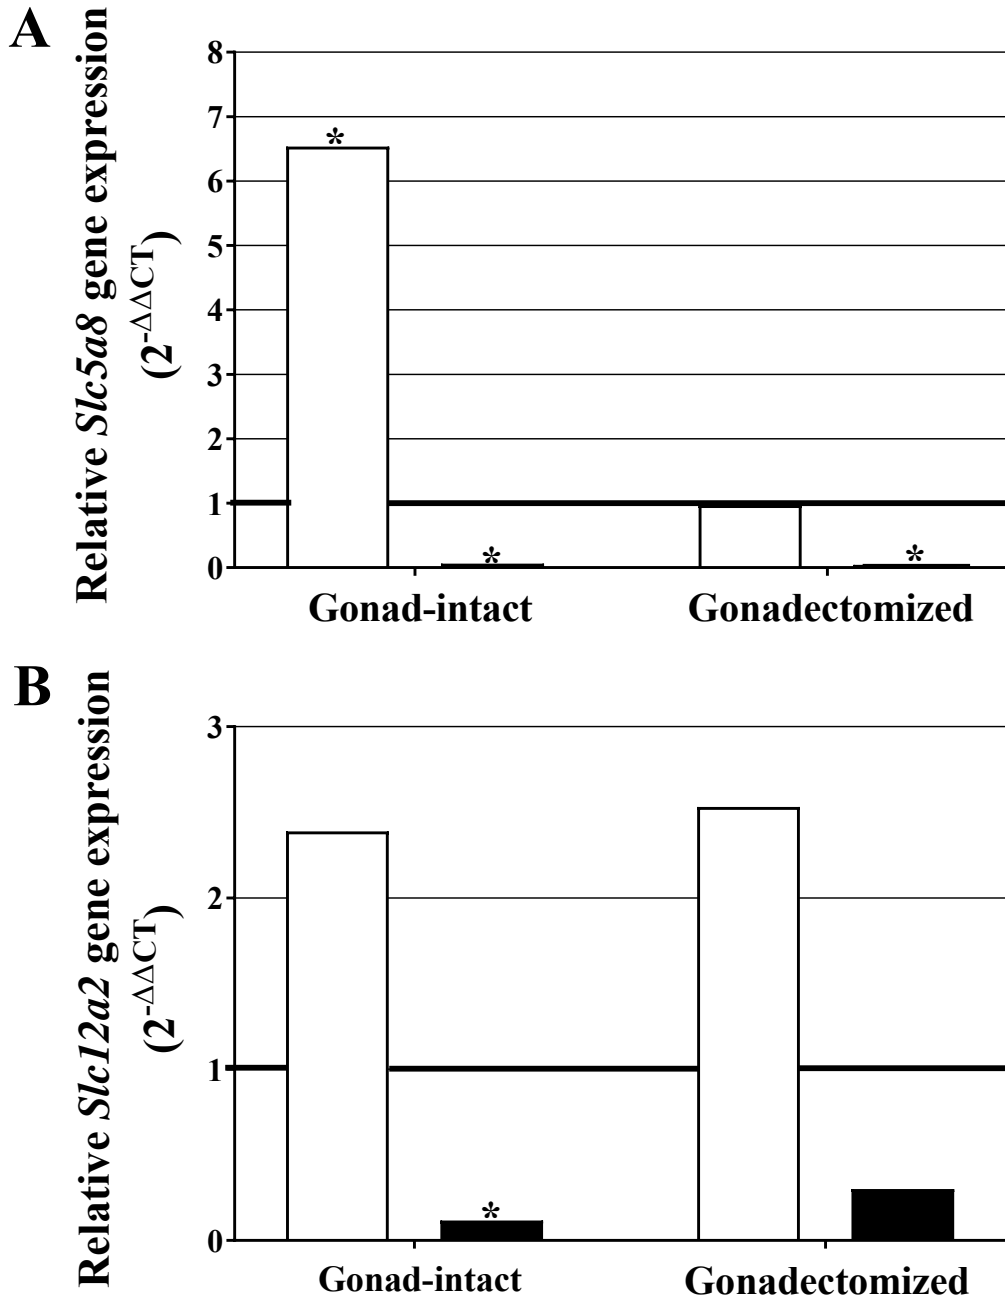 A
Relative Slc5a8 gene expression
(2-ΔΔCT)
8
7
6
5
4
3
2
1
0
*
*
*
Gonad-intact
Gonadectomized
B
Relative Slc12a2 gene expression
(2-ΔΔCT)
3
2
1
0
*
Gonad-intact
Gonadectomized